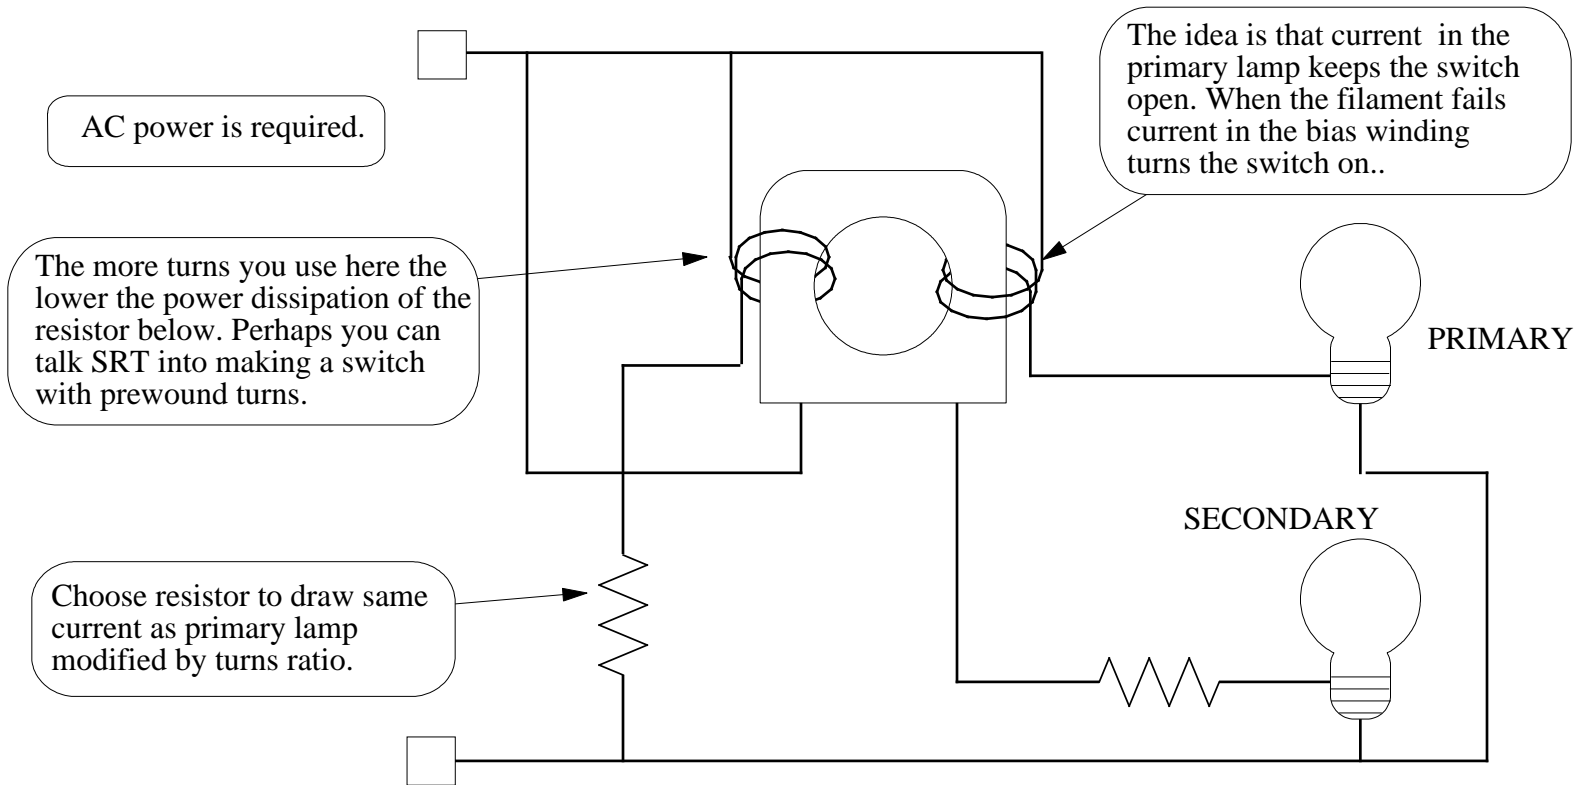 The idea is that current in the
primary lamp keeps the switch
open. When the filament fails
current in the bias winding
turns the switch on..
AC power is required.
The more turns you use here the
lower the power dissipation of the
resistor below. Perhaps you can
talk SRT into making a switch
with prewound turns.
PRIMARY
SECONDARY
Choose resistor to draw same
current as primary lamp
modified by turns ratio.